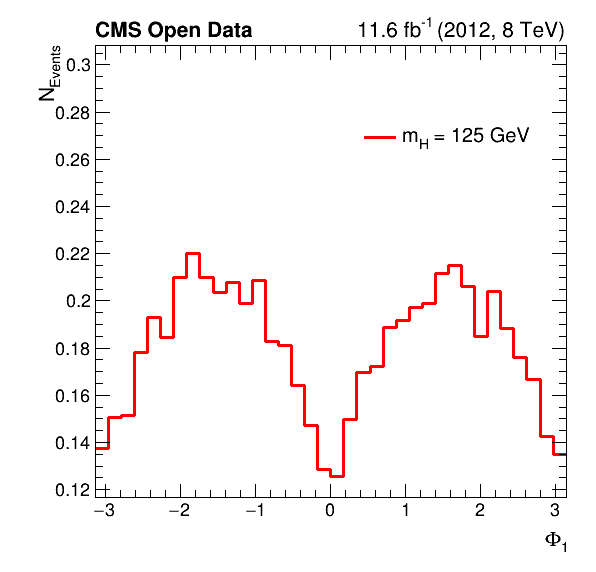 CMS Open Data 11.6 fb⁻¹ (2012, 8 TeV)
N_Events
0.3
0.28
0.26
0.24
0.22
0.2
0.18
0.16
0.14
0.12
m_H = 125 GeV
−3 −2 −1 0 1 2 3
Φ₁